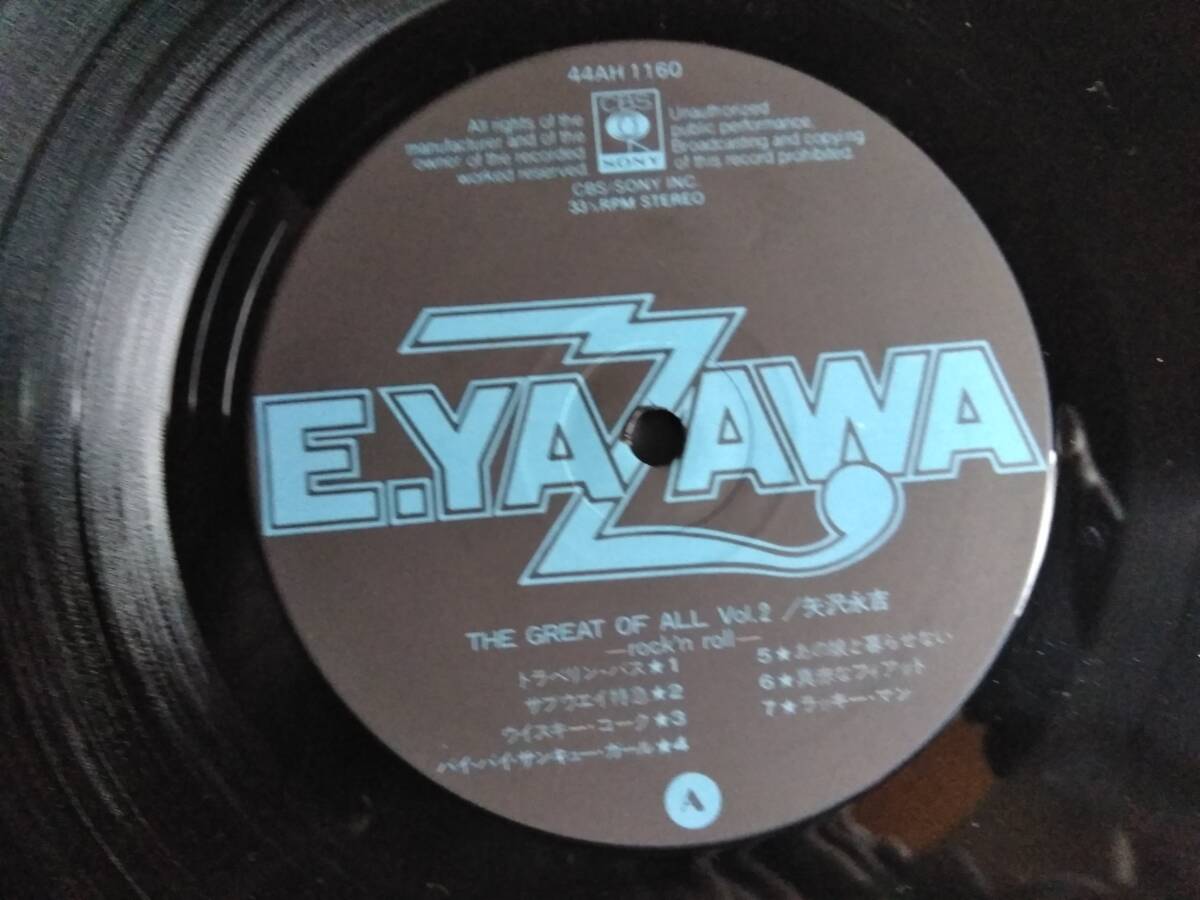 44AH 1160
All rights of the
manufacturer and of the
owner of the recorded
worked reserved
CBS
SONY
Unauthorized
public performance.
Broadcasting and copying
of this record prohibited.
CBS/SONY INC.
33⅓RPM STEREO
E.YAZAWA
THE GREAT OF ALL Vol.2 /矢沢永吉
—rock'n roll—
トラベリン・バス★1
サブウエイ特急★2
ウイスキー・コーク★3
バイ・バイ・サンキュー・ガール★4
5★あの娘と暮らせない
6★真赤なフィアット
7★ラッキー・マン
A